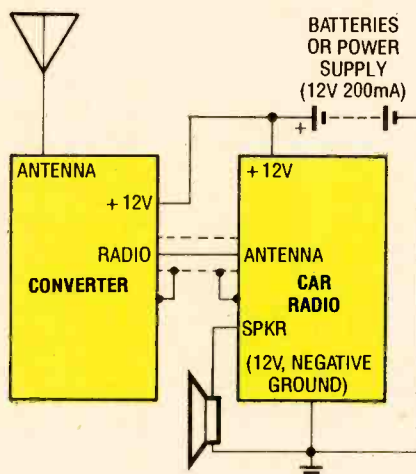 BATTERIES
OR POWER
SUPPLY
(12V 200mA)
+
ANTENNA
+ 12V
RADIO
CONVERTER
+ 12V
ANTENNA
CAR
RADIO
SPKR
(12V, NEGATIVE
GROUND)